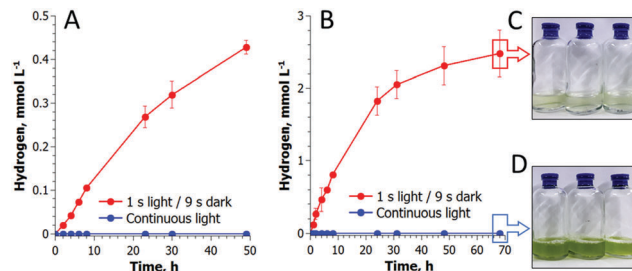 A
B
C
D
Hydrogen, mmol L⁻¹
0.5
0.4
0.3
0.2
0.1
0
0 10 20 30 40 50
Time, h
1 s light / 9 s dark
Continuous light
Hydrogen, mmol L⁻¹
3
2
1
0
0 10 20 30 40 50 60 70
Time, h
1 s light / 9 s dark
Continuous light